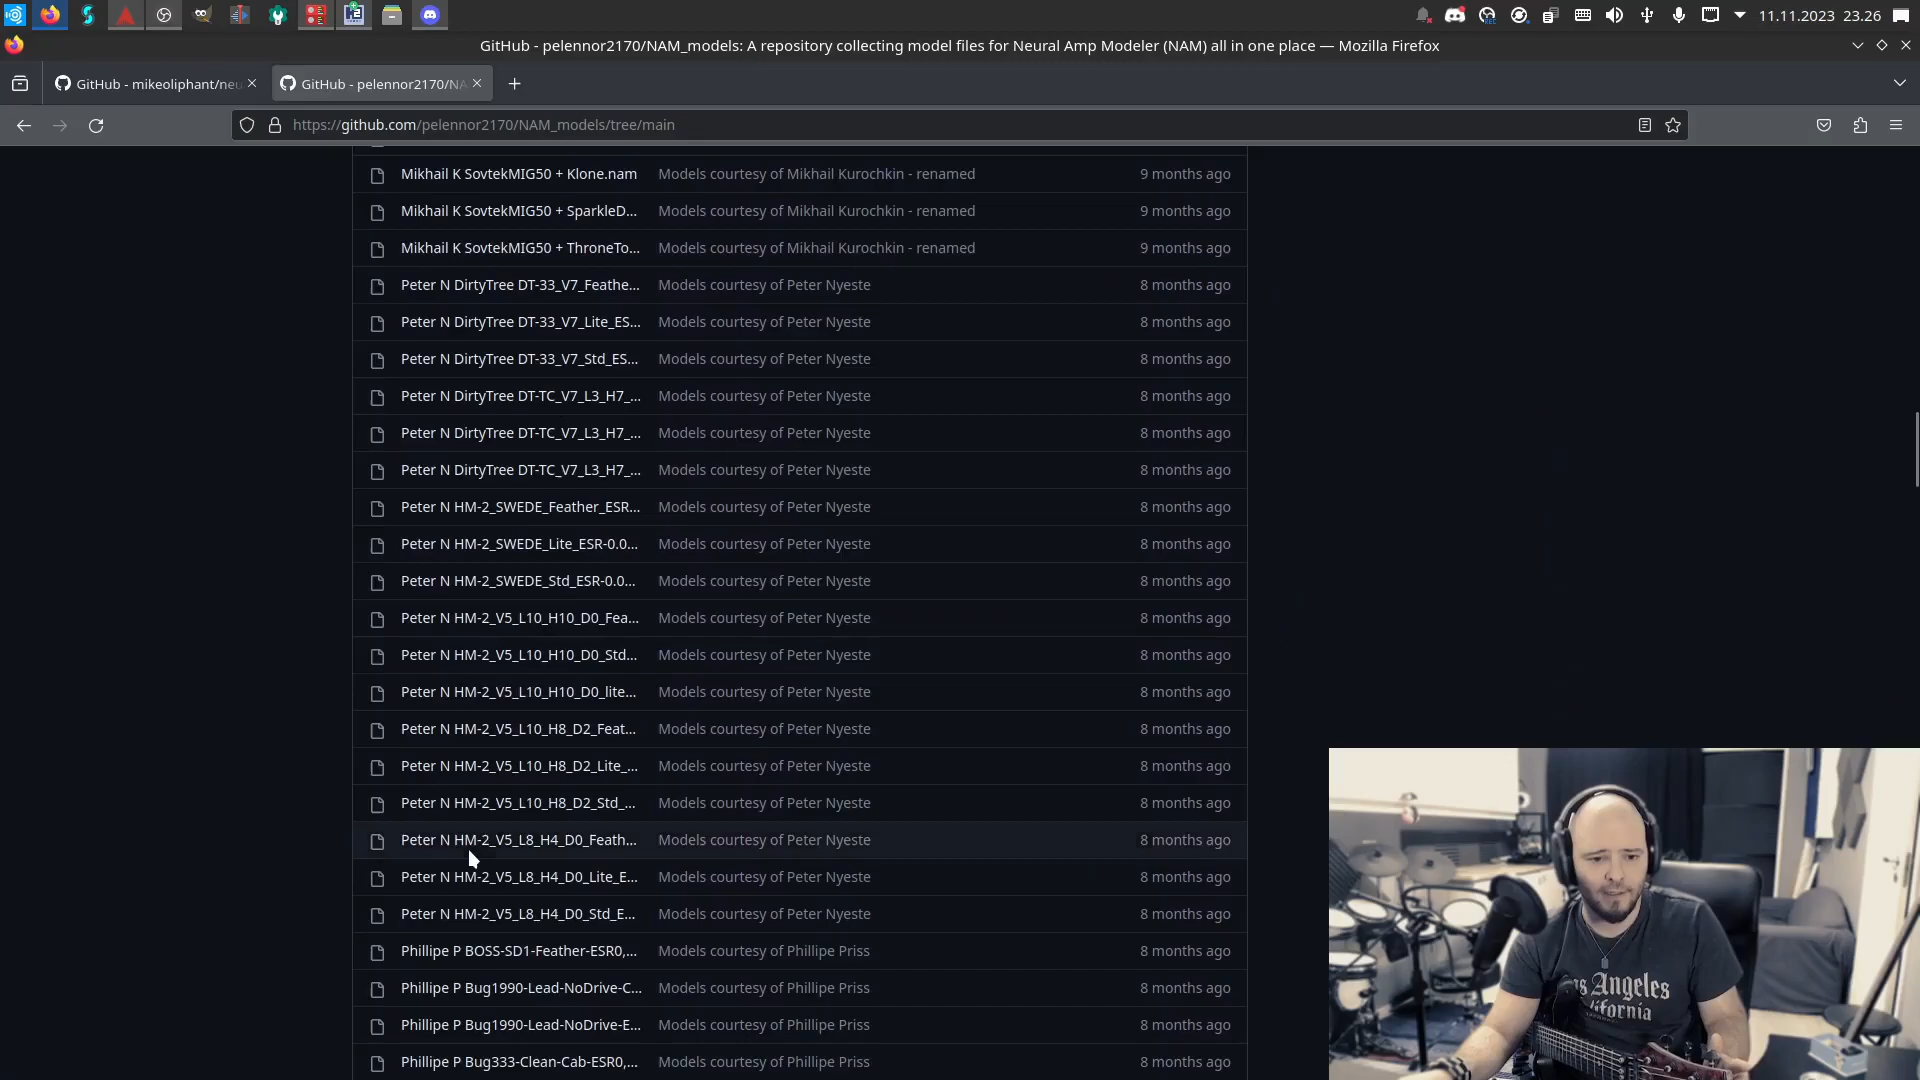 11.11.2023 23.26
GitHub - pelennor2170/NAM_models: A repository collecting model files for Neural Amp Modeler (NAM) all in one place — Mozilla Firefox
GitHub - mikeoliphant/neu
GitHub - pelennor2170/NA
https://github.com/pelennor2170/NAM_models/tree/main
Mikhail K SovtekMIG50 + Klone.nam Models courtesy of Mikhail Kurochkin - renamed 9 months ago
Mikhail K SovtekMIG50 + SparkleD... Models courtesy of Mikhail Kurochkin - renamed 9 months ago
Mikhail K SovtekMIG50 + ThroneTo... Models courtesy of Mikhail Kurochkin - renamed 9 months ago
Peter N DirtyTree DT-33_V7_Feathe... Models courtesy of Peter Nyeste 8 months ago
Peter N DirtyTree DT-33_V7_Lite_ES... Models courtesy of Peter Nyeste 8 months ago
Peter N DirtyTree DT-33_V7_Std_ES... Models courtesy of Peter Nyeste 8 months ago
Peter N DirtyTree DT-TC_V7_L3_H7_... Models courtesy of Peter Nyeste 8 months ago
Peter N DirtyTree DT-TC_V7_L3_H7_... Models courtesy of Peter Nyeste 8 months ago
Peter N DirtyTree DT-TC_V7_L3_H7_... Models courtesy of Peter Nyeste 8 months ago
Peter N HM-2_SWEDE_Feather_ESR... Models courtesy of Peter Nyeste 8 months ago
Peter N HM-2_SWEDE_Lite_ESR-0.0... Models courtesy of Peter Nyeste 8 months ago
Peter N HM-2_SWEDE_Std_ESR-0.0... Models courtesy of Peter Nyeste 8 months ago
Peter N HM-2_V5_L10_H10_D0_Fea... Models courtesy of Peter Nyeste 8 months ago
Peter N HM-2_V5_L10_H10_D0_Std... Models courtesy of Peter Nyeste 8 months ago
Peter N HM-2_V5_L10_H10_D0_lite... Models courtesy of Peter Nyeste 8 months ago
Peter N HM-2_V5_L10_H8_D2_Feat... Models courtesy of Peter Nyeste 8 months ago
Peter N HM-2_V5_L10_H8_D2_Lite_... Models courtesy of Peter Nyeste 8 months ago
Peter N HM-2_V5_L10_H8_D2_Std_... Models courtesy of Peter Nyeste 8 months ago
Peter N HM-2_V5_L8_H4_D0_Feath... Models courtesy of Peter Nyeste 8 months ago
Peter N HM-2_V5_L8_H4_D0_Lite_E... Models courtesy of Peter Nyeste 8 months ago
Peter N HM-2_V5_L8_H4_D0_Std_E... Models courtesy of Peter Nyeste 8 months ago
Phillipe P BOSS-SD1-Feather-ESR0,... Models courtesy of Phillipe Priss 8 months ago
Phillipe P Bug1990-Lead-NoDrive-C... Models courtesy of Phillipe Priss 8 months ago
Phillipe P Bug1990-Lead-NoDrive-E... Models courtesy of Phillipe Priss 8 months ago
Phillipe P Bug333-Clean-Cab-ESR0,... Models courtesy of Phillipe Priss 8 months ago
Angeles